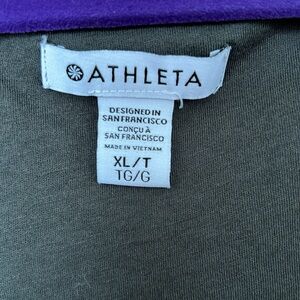 ATHLETA
DESIGNED IN
SAN FRANCISCO
CONÇU À
SAN FRANCISCO
MADE IN VIETNAM
XL/T
TG/G